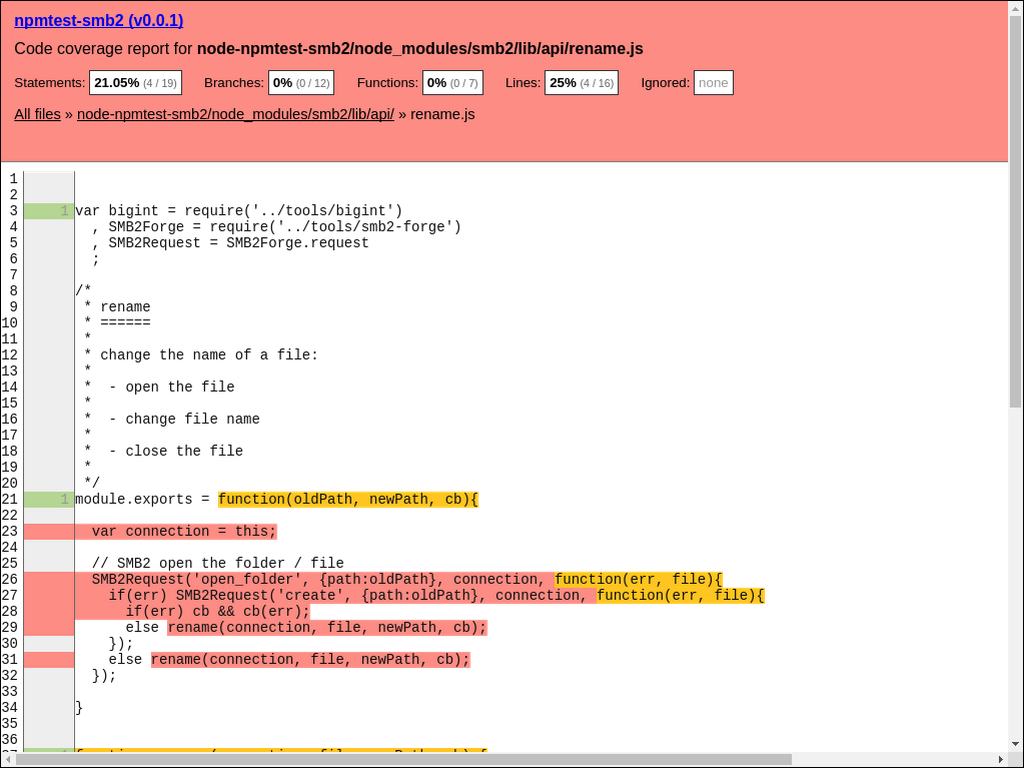 npmtest-smb2 (v0.0.1)
Code coverage report for node-npmtest-smb2/node_modules/smb2/lib/api/rename.js
Statements: 21.05% (4 / 19) Branches: 0% (0 / 12) Functions: 0% (0 / 7) Lines: 25% (4 / 16) Ignored: none
All files » node-npmtest-smb2/node_modules/smb2/lib/api/ » rename.js
1
2
3 1 var bigint = require('../tools/bigint')
4 , SMB2Forge = require('../tools/smb2-forge')
5 , SMB2Request = SMB2Forge.request
6 ;
7
8 /*
9 * rename
10 * ======
11 *
12 * change the name of a file:
13 *
14 * - open the file
15 *
16 * - change file name
17 *
18 * - close the file
19 *
20 */
21 1 module.exports = function(oldPath, newPath, cb){
22
23 var connection = this;
24
25 // SMB2 open the folder / file
26 SMB2Request('open_folder', {path:oldPath}, connection, function(err, file){
27 if(err) SMB2Request('create', {path:oldPath}, connection, function(err, file){
28 if(err) cb && cb(err);
29 else rename(connection, file, newPath, cb);
30 });
31 else rename(connection, file, newPath, cb);
32 });
33
34 }
35
36